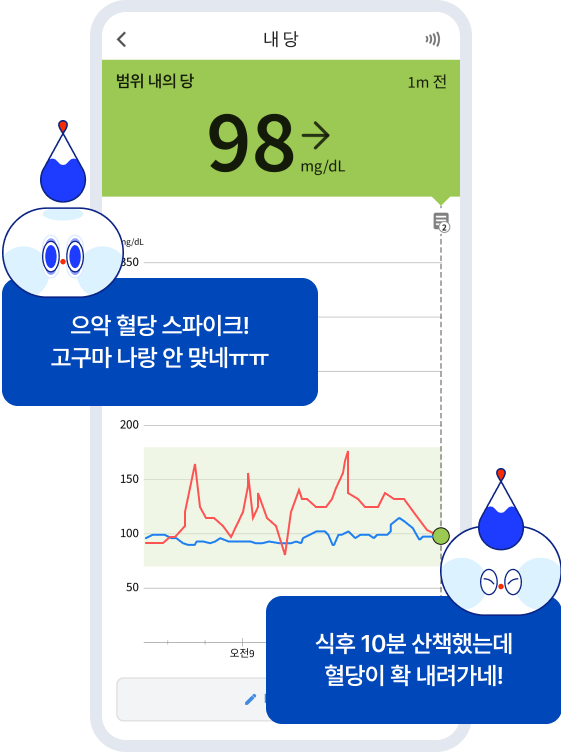 내 당
범위 내의 당
1m 전
98
mg/dL
2
mg/dL
350
으악 혈당 스파이크!
고구마 나랑 안 맞네ㅠㅠ
200
150
100
50
식후 10분 산책했는데
혈당이 확 내려가네!
오전9